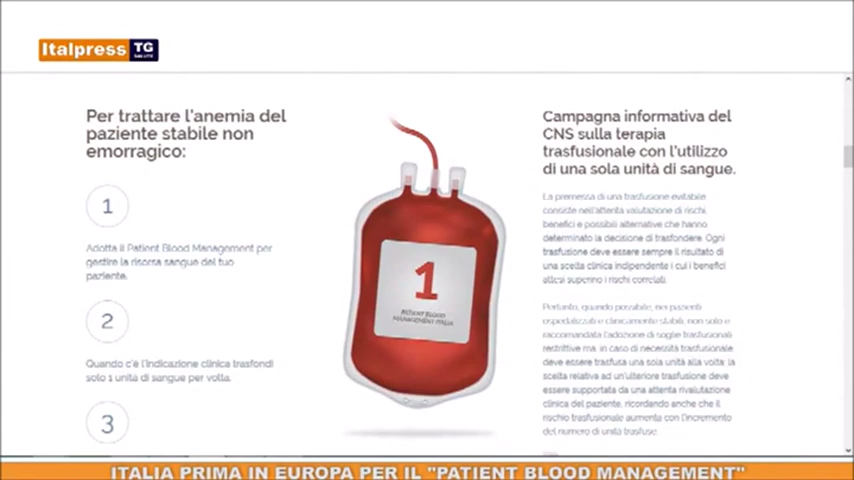 Italpress TG
SALUTE
Per trattare l'anemia del
paziente stabile non
emorragico:
1
Adotta il Patient Blood Management per
gestire la risorsa sangue del tuo
paziente.
2
Quando c'è l'indicazione clinica trasfondi
solo 1 unità di sangue per volta.
3
1
PATIENT BLOOD
MANAGEMENT ITALIA
Campagna informativa del
CNS sulla terapia
trasfusionale con l'utilizzo
di una sola unità di sangue.
La premessa di una trasfusione evitabile
consiste nell'attenta valutazione di rischi,
benefici e possibili alternative che hanno
determinato la decisione di trasfondere. Ogni
trasfusione deve essere sempre il risultato di
una scelta clinica indipendente i cui benefici
attesi superino i rischi correlati.
Pertanto, quando possibile, nei pazienti
ospedalizzati e clinicamente stabili, non solo è
raccomandata l'adozione di soglie trasfusionali
restrittive ma, in caso di necessità trasfusionale,
deve essere trasfusa una sola unità alla volta: la
scelta relativa ad un'ulteriore trasfusione deve
essere supportata da una attenta rivalutazione
clinica del paziente, ricordando anche che il
rischio trasfusionale aumenta con l'incremento
del numero di unità trasfuse.
ITALIA PRIMA IN EUROPA PER IL "PATIENT BLOOD MANAGEMENT"